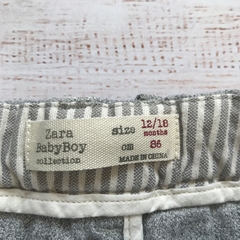 Zara size 12/18
BabyBoy months
collection cm 86
MADE IN CHINA